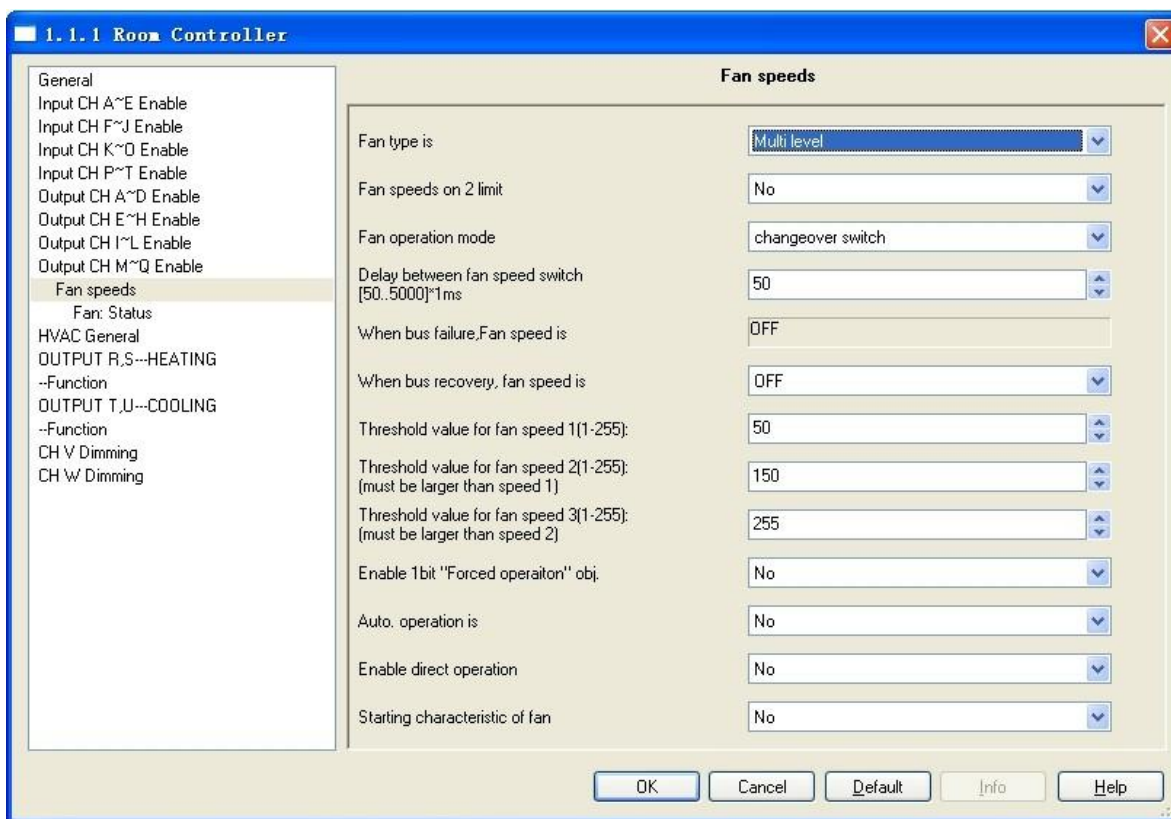 1.1.1 Room Controller
General
Input CH A~E Enable
Input CH F~J Enable
Input CH K~O Enable
Input CH P~T Enable
Output CH A~D Enable
Output CH E~H Enable
Output CH I~L Enable
Output CH M~Q Enable
Fan speeds
Fan: Status
HVAC General
OUTPUT R,S---HEATING
--Function
OUTPUT T,U---COOLING
--Function
CH V Dimming
CH W Dimming
Fan speeds
Fan type is
Multi level
Fan speeds on 2 limit
No
Fan operation mode
changeover switch
Delay between fan speed switch
[50..5000]*1ms
50
When bus failure,Fan speed is
OFF
When bus recovery, fan speed is
OFF
Threshold value for fan speed 1(1-255):
50
Threshold value for fan speed 2(1-255):
(must be larger than speed 1)
150
Threshold value for fan speed 3(1-255):
(must be larger than speed 2)
255
Enable 1bit "Forced operaiton" obj.
No
Auto. operation is
No
Enable direct operation
No
Starting characteristic of fan
No
OK
Cancel
Default
Info
Help